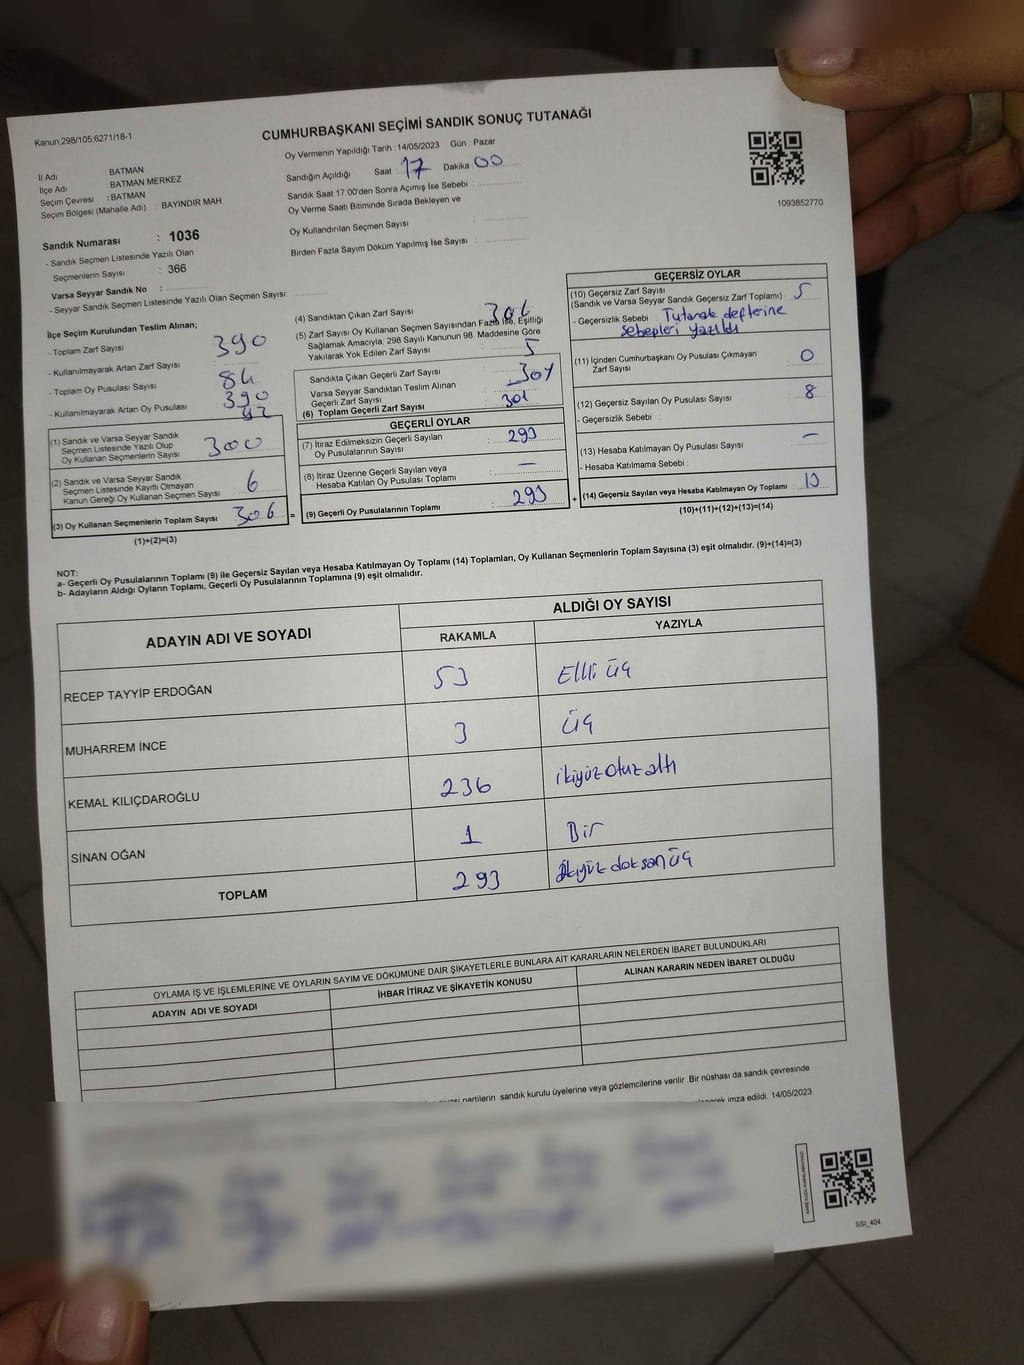 Kanun:298/105;6271/18-1
CUMHURBAŞKANI SEÇİMİ SANDIK SONUÇ TUTANAĞI
Oy Vermenin Yapıldığı Tarih : 14/05/2023 Gün : Pazar
İl Adı BATMAN
İlçe Adı BATMAN MERKEZ
Seçim Çevresi : BATMAN
Seçim Bölgesi (Mahalle Adı) : BAYINDIR MAH
Sandığın Açıldığı Saat : 17 Dakika 00
Sandık Saat 17:00'den Sonra Açımış İse Sebebi :
Oy Verme Saati Bitiminde Sırada Bekleyen ve
Oy Kullandırılan Seçmen Sayısı :
Birden Fazla Sayım Döküm Yapılmış İse Sayısı :
1093852770
Sandık Numarası : 1036
- Sandık Seçmen Listesinde Yazılı Olan
Seçmenlerin Sayısı : 366
Varsa Seyyar Sandık No :
- Seyyar Sandık Seçmen Listesinde Yazılı Olan Seçmen Sayısı:
İlçe Seçim Kurulundan Teslim Alınan;
- Toplam Zarf Sayısı 390
- Kullanılmayarak Artan Zarf Sayısı 84
- Toplam Oy Pusulası Sayısı 390
- Kullanılmayarak Artan Oy Pusulası
(1) Sandık ve Varsa Seyyar Sandık
Seçmen Listesinde Yazılı Olup
Oy Kullanan Seçmenlerin Sayısı 300
(2) Sandık ve Varsa Seyyar Sandık
Seçmen Listesinde Kayıtlı Olmayan
Kanun Gereği Oy Kullanan Seçmen Sayısı 6
(3) Oy Kullanan Seçmenlerin Toplam Sayısı 306 =
(1)+(2)=(3)
(4) Sandıktan Çıkan Zarf Sayısı : 306
(5) Zarf Sayısı Oy Kullanan Seçmen Sayısından Fazla İse, Eşitliği
Sağlamak Amacıyla; 298 Sayılı Kanunun 98. Maddesine Göre
Yakılarak Yok Edilen Zarf Sayısı : 5
Sandıkta Çıkan Geçerli Zarf Sayısı : 301
Varsa Seyyar Sandıktan Teslim Alınan
Geçerli Zarf Sayısı :
(6) Toplam Geçerli Zarf Sayısı : 301
GEÇERLİ OYLAR
(7) İtiraz Edilmeksizin Geçerli Sayılan
Oy Pusulalarının Sayısı : 293
(8) İtiraz Üzerine Geçerli Sayılan veya
Hesaba Katılan Oy Pusulası Toplamı : —
(9) Geçerli Oy Pusulalarının Toplamı : 293 +
GEÇERSİZ OYLAR
(10) Geçersiz Zarf Sayısı
(Sandık ve Varsa Seyyar Sandık Geçersiz Zarf Toplamı) : 5
- Geçersizlik Sebebi : Tutanak defterine
sebepleri yazıldı
(11) İçinden Cumhurbaşkanı Oy Pusulası Çıkmayan
Zarf Sayısı : 0
(12) Geçersiz Sayılan Oy Pusulası Sayısı : 8
- Geçersizlik Sebebi :
(13) Hesaba Katılmayan Oy Pusulası Sayısı : —
- Hesaba Katılmama Sebebi :
(14) Geçersiz Sayılan veya Hesaba Katılmayan Oy Toplamı : 13
(10)+(11)+(12)+(13)=(14)
NOT:
a- Geçerli Oy Pusulalarının Toplamı (9) ile Geçersiz Sayılan veya Hesaba Katılmayan Oy Toplamı (14) Toplamları, Oy Kullanan Seçmenlerin Toplam Sayısına (3) eşit olmalıdır. (9)+(14)=(3)
b- Adayların Aldığı Oyların Toplamı, Geçerli Oy Pusulalarının Toplamına (9) eşit olmalıdır.
ADAYIN ADI VE SOYADI
ALDIĞI OY SAYISI
RAKAMLA YAZIYLA
RECEP TAYYİP ERDOĞAN 53 Elli üç
MUHARREM İNCE 3 üç
KEMAL KILIÇDAROĞLU 236 ikiyüzotuzaltı
SİNAN OĞAN 1 Bir
TOPLAM 293 ikiyüz doksanüç
OYLAMA İŞ VE İŞLEMLERİNE VE OYLARIN SAYIM VE DÖKÜMÜNE DAİR ŞİKAYETLERLE BUNLARA AİT KARARLARIN NELERDEN İBARET BULUNDUKLARI
ADAYIN ADI VE SOYADI İHBAR İTİRAZ VE ŞİKAYETİN KONUSU ALINAN KARARIN NEDEN İBARET OLDUĞU
partilerin sandık kurulu üyelerine veya gözlemcilerine verilir .Bir nüshası da sandık çevresinde
imza edildi. 14/05/2023
SSI_404